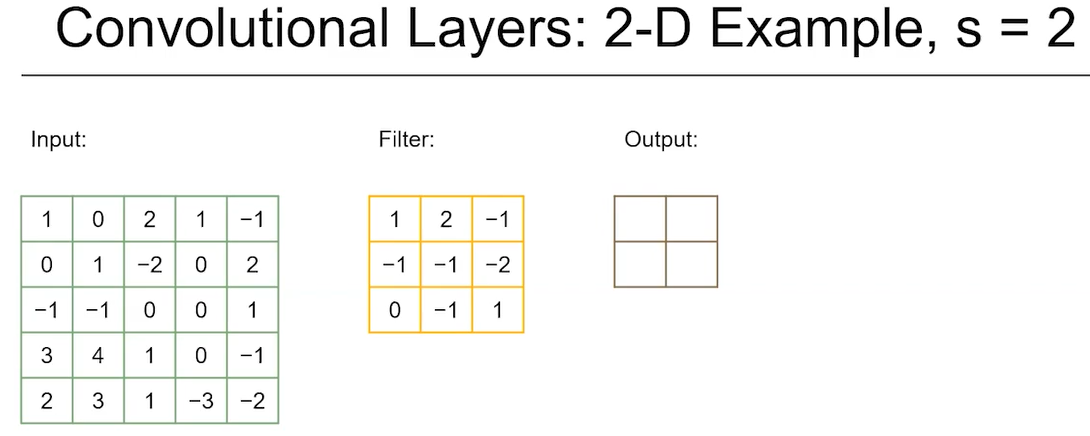 Convolutional Layers: 2-D Example, s = 2
Input: Filter: Output:
1 0 2 1 −1 1 2 −1
0 1 −2 0 2 −1 −1 −2
−1 −1 0 0 1 0 −1 1
3 4 1 0 −1
2 3 1 −3 −2